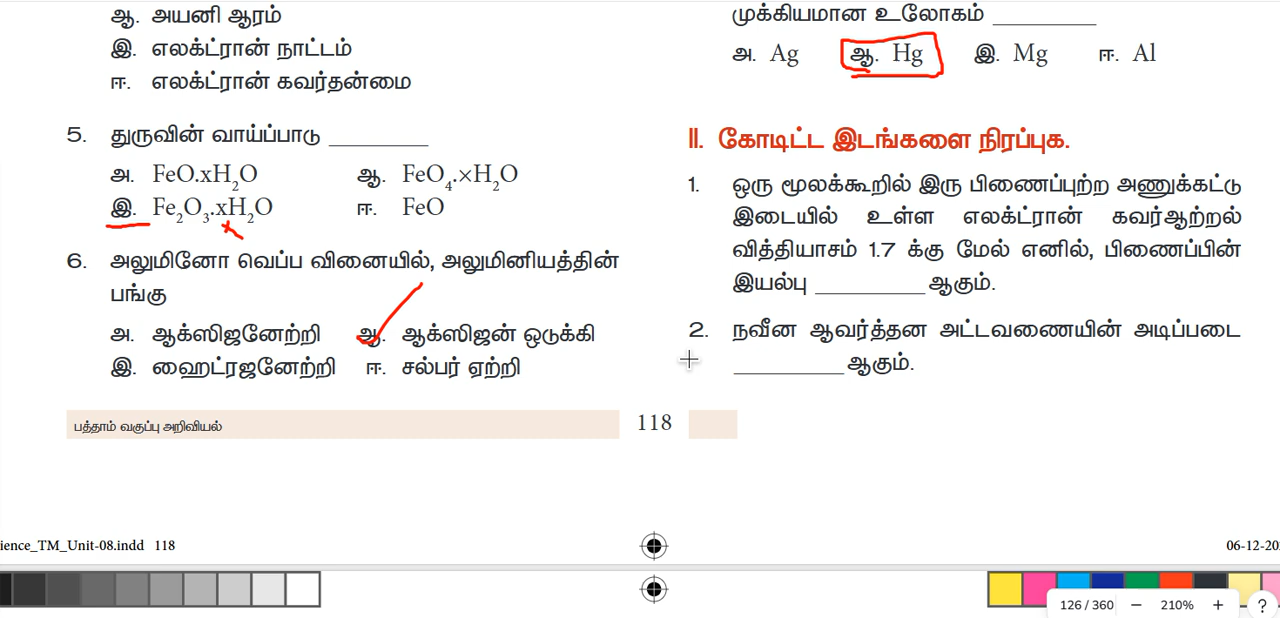 ஆ. அயனி ஆரம்
இ. எலக்ட்ரான் நாட்டம்
ஈ. எலக்ட்ரான் கவர்தன்மை
5. துருவின் வாய்ப்பாடு ________
அ. FeO.xH₂O ஆ. FeO₄.×H₂O
இ. Fe₂O₃.xH₂O ஈ. FeO
6. அலுமினோ வெப்ப வினையில், அலுமினியத்தின்
பங்கு
அ. ஆக்ஸிஜனேற்றி ஆ. ஆக்ஸிஜன் ஒடுக்கி
இ. ஹைட்ரஜனேற்றி ஈ. சல்பர் ஏற்றி
முக்கியமான உலோகம் ________
அ. Ag ஆ. Hg இ. Mg ஈ. Al
II. கோடிட்ட இடங்களை நிரப்புக.
1. ஒரு மூலக்கூறில் இரு பிணைப்புற்ற அணுக்கட்டு
இடையில் உள்ள எலக்ட்ரான் கவர்ஆற்றல்
வித்தியாசம் 1.7 க்கு மேல் எனில், பிணைப்பின்
இயல்பு ________ ஆகும்.
2. நவீன ஆவர்த்தன அட்டவணையின் அடிப்படை
________ ஆகும்.
பத்தாம் வகுப்பு அறிவியல் 118
ience_TM_Unit-08.indd 118 06-12-20
126 / 360 − 210% + ?